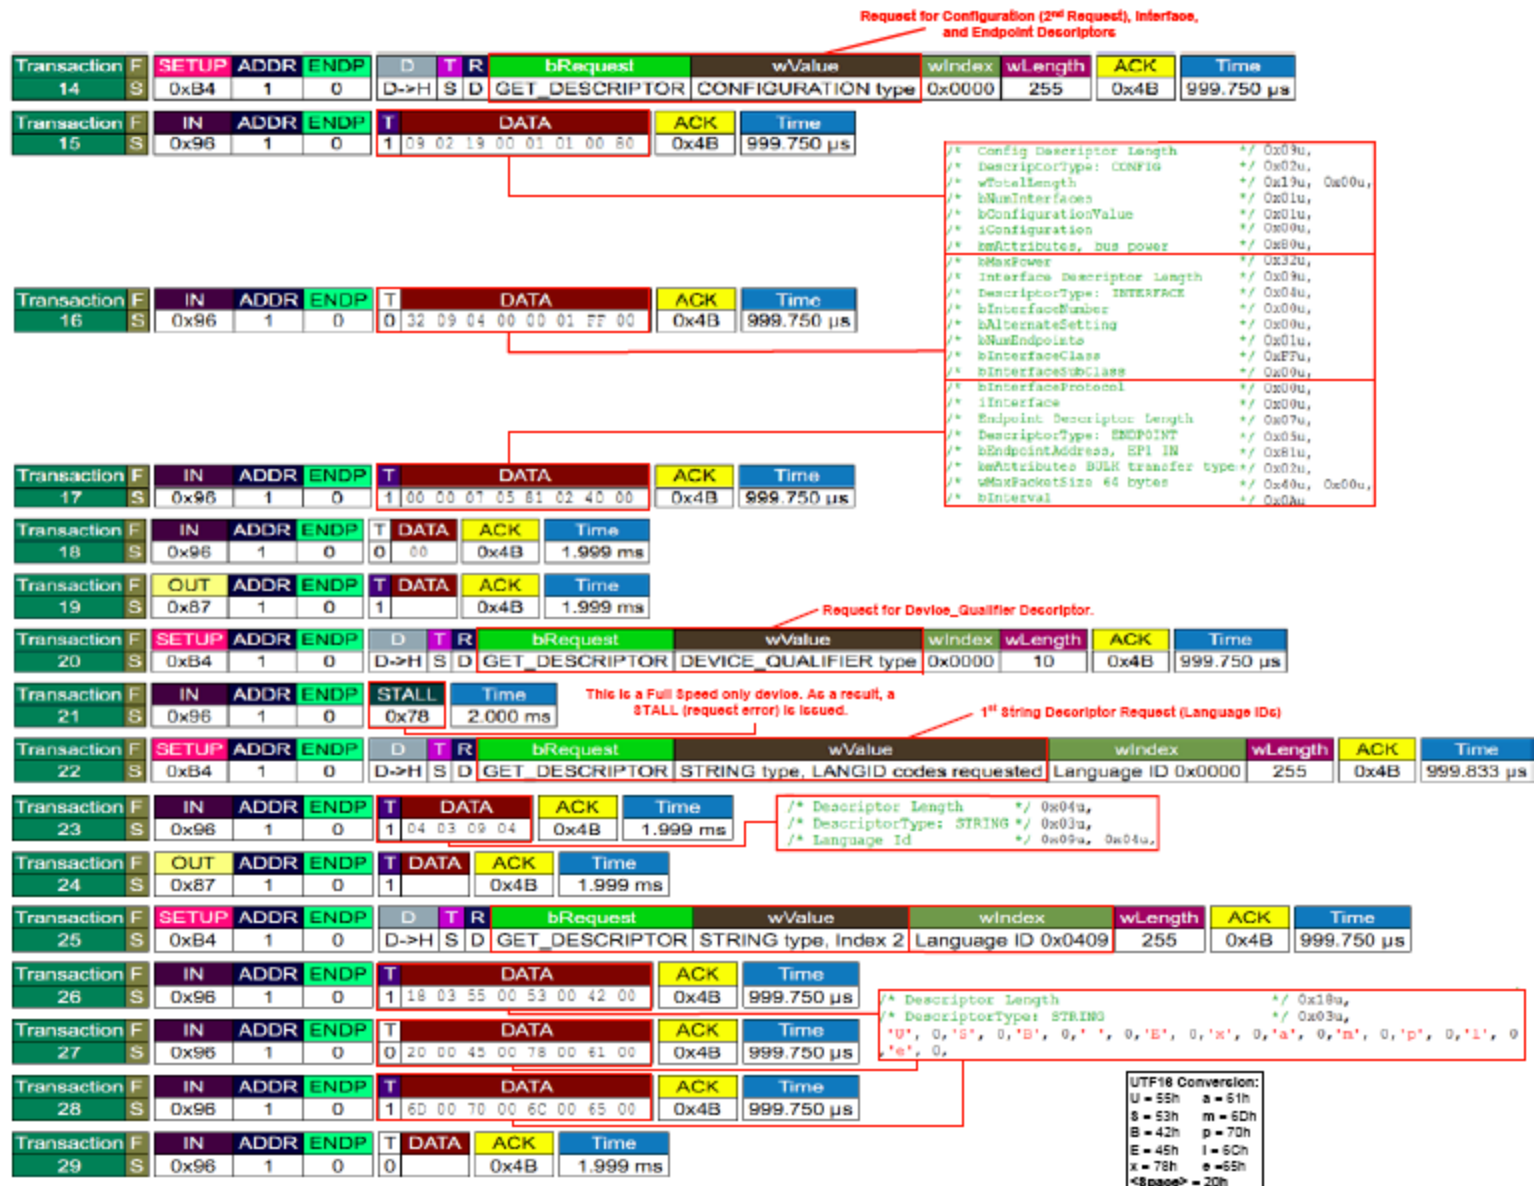 Request for Configuration (2nd Request), Interface,
and Endpoint Descriptors
Transaction F SETUP ADDR ENDP D T R bRequest wValue wIndex wLength ACK Time
14 S 0xB4 1 0 D->H S D GET_DESCRIPTOR CONFIGURATION type 0x0000 255 0x4B 999.750 µs
Transaction F IN ADDR ENDP T DATA ACK Time
15 S 0x96 1 0 1 09 02 19 00 01 01 00 80 0x4B 999.750 µs
/* Config Descriptor Length */ 0x09u,
/* DescriptorType: CONFIG */ 0x02u,
/* wTotalLength */ 0x19u, 0x00u,
/* bNumInterfaces */ 0x01u,
/* bConfigurationValue */ 0x01u,
/* iConfiguration */ 0x00u,
/* bmAttributes, bus power */ 0x80u,
/* bMaxPower */ 0x32u,
/* Interface Descriptor Length */ 0x09u,
/* DescriptorType: INTERFACE */ 0x04u,
/* bInterfaceNumber */ 0x00u,
/* bAlternateSetting */ 0x00u,
/* bNumEndpoints */ 0x01u,
/* bInterfaceClass */ 0xFFu,
/* bInterfaceSubClass */ 0x00u,
/* bInterfaceProtocol */ 0x00u,
/* iInterface */ 0x00u,
/* Endpoint Descriptor Length */ 0x07u,
/* DescriptorType: ENDPOINT */ 0x05u,
/* bEndpointAddress, EP1 IN */ 0x81u,
/* bmAttributes BULK transfer type */ 0x02u,
/* wMaxPacketSize 64 bytes */ 0x40u, 0x00u,
/* bInterval */ 0x0Au
Transaction F IN ADDR ENDP T DATA ACK Time
16 S 0x96 1 0 0 32 09 04 00 00 01 FF 00 0x4B 999.750 µs
Transaction F IN ADDR ENDP T DATA ACK Time
17 S 0x96 1 0 1 00 00 07 05 81 02 40 00 0x4B 999.750 µs
Transaction F IN ADDR ENDP T DATA ACK Time
18 S 0x96 1 0 0 00 0x4B 1.999 ms
Transaction F OUT ADDR ENDP T DATA ACK Time
19 S 0x87 1 0 1 0x4B 1.999 ms
Request for Device_Qualifier Descriptor.
Transaction F SETUP ADDR ENDP D T R bRequest wValue wIndex wLength ACK Time
20 S 0xB4 1 0 D->H S D GET_DESCRIPTOR DEVICE_QUALIFIER type 0x0000 10 0x4B 999.750 µs
Transaction F IN ADDR ENDP STALL Time
21 S 0x96 1 0 0x78 2.000 ms
This is a Full Speed only device. As a result, a
STALL (request error) is issued.
1st String Descriptor Request (Language IDs)
Transaction F SETUP ADDR ENDP D T R bRequest wValue wIndex wLength ACK Time
22 S 0xB4 1 0 D->H S D GET_DESCRIPTOR STRING type, LANGID codes requested Language ID 0x0000 255 0x4B 999.833 µs
Transaction F IN ADDR ENDP T DATA ACK Time
23 S 0x96 1 0 1 04 03 09 04 0x4B 1.999 ms
/* Descriptor Length */ 0x04u,
/* DescriptorType: STRING */ 0x03u,
/* Language Id */ 0x09u, 0x04u,
Transaction F OUT ADDR ENDP T DATA ACK Time
24 S 0x87 1 0 1 0x4B 1.999 ms
Transaction F SETUP ADDR ENDP D T R bRequest wValue wIndex wLength ACK Time
25 S 0xB4 1 0 D->H S D GET_DESCRIPTOR STRING type, Index 2 Language ID 0x0409 255 0x4B 999.750 µs
Transaction F IN ADDR ENDP T DATA ACK Time
26 S 0x96 1 0 1 18 03 55 00 53 00 42 00 0x4B 999.750 µs
/* Descriptor Length */ 0x18u,
/* DescriptorType: STRING */ 0x03u,
'U', 0,'S', 0,'B', 0,' ', 0,'E', 0,'x', 0,'a', 0,'m', 0,'p', 0,'l', 0
,'e', 0,
Transaction F IN ADDR ENDP T DATA ACK Time
27 S 0x96 1 0 0 20 00 45 00 78 00 61 00 0x4B 999.750 µs
Transaction F IN ADDR ENDP T DATA ACK Time
28 S 0x96 1 0 1 6D 00 70 00 6C 00 65 00 0x4B 999.750 µs
Transaction F IN ADDR ENDP T DATA ACK Time
29 S 0x96 1 0 0 0x4B 1.999 ms
UTF16 Conversion:
U = 55h a = 61h
S = 53h m = 6Dh
B = 42h p = 70h
E = 45h l = 6Ch
x = 78h e =65h
<Space> = 20h